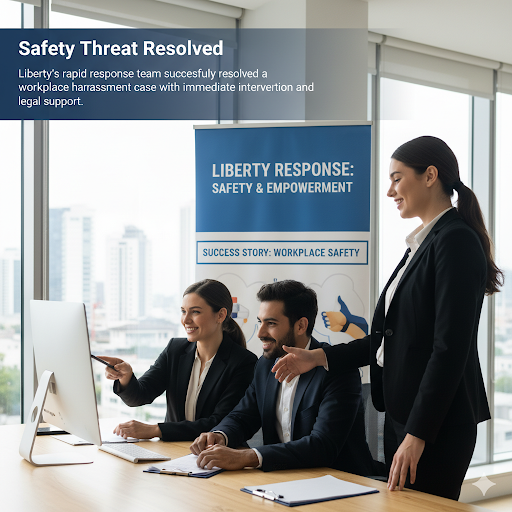 Safety Threat Resolved
Liberty's rapid response team succesfuly resolved a
workplace harrassment case with immediate intervertion and
legal support.
LIBERTY RESPONSE:
SAFETY & EMPOWERMENT
SUCCESS STORY: WORKPLACE SAFETY